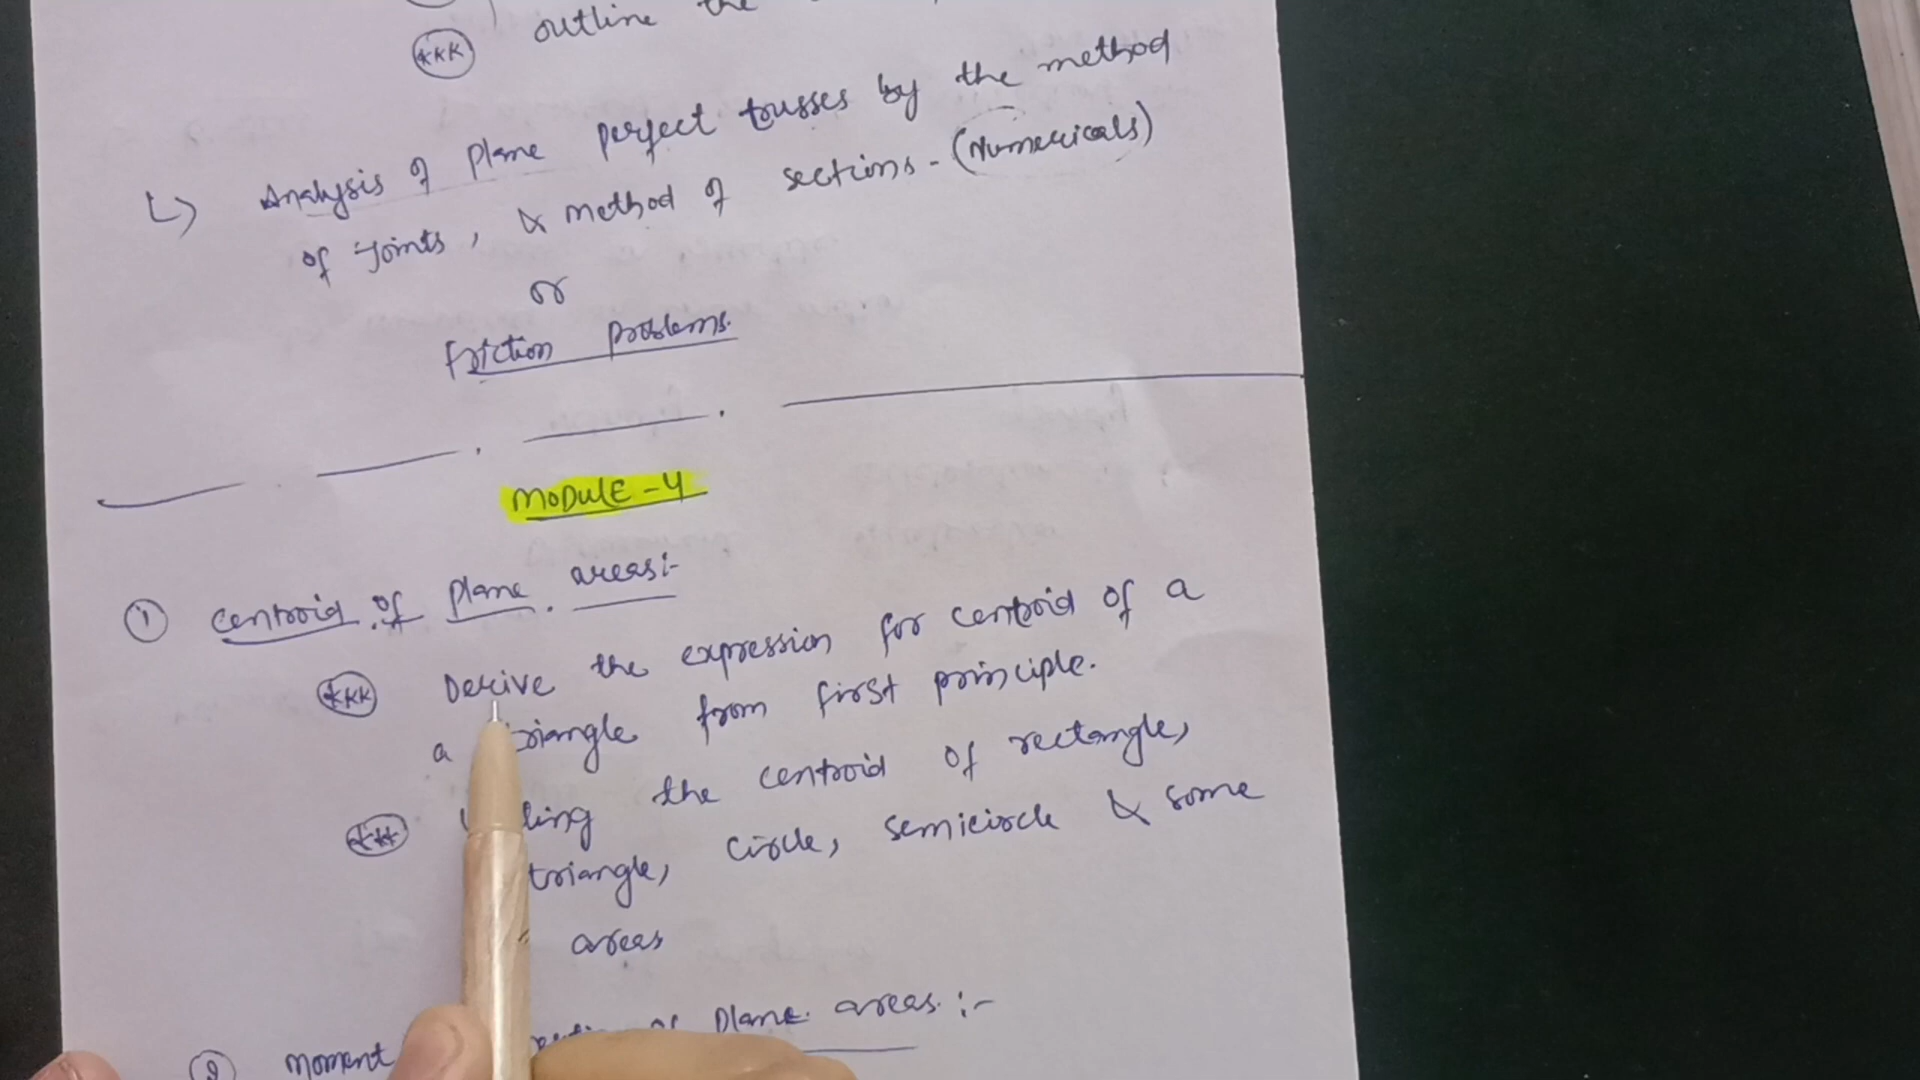 *** outline the
↳ Analysis of plane perfect trusses by the method
of Joints, & method of sections - (Numericals)
or
Friction problems.
MODULE - 4
① Centroid of plane areas:-
*** Derive the expression for centroid of a
a triangle from first principle.
*** the centroid of rectangle,
triangle, circle, semicircle & some
areas
② Moment of Plane areas :-